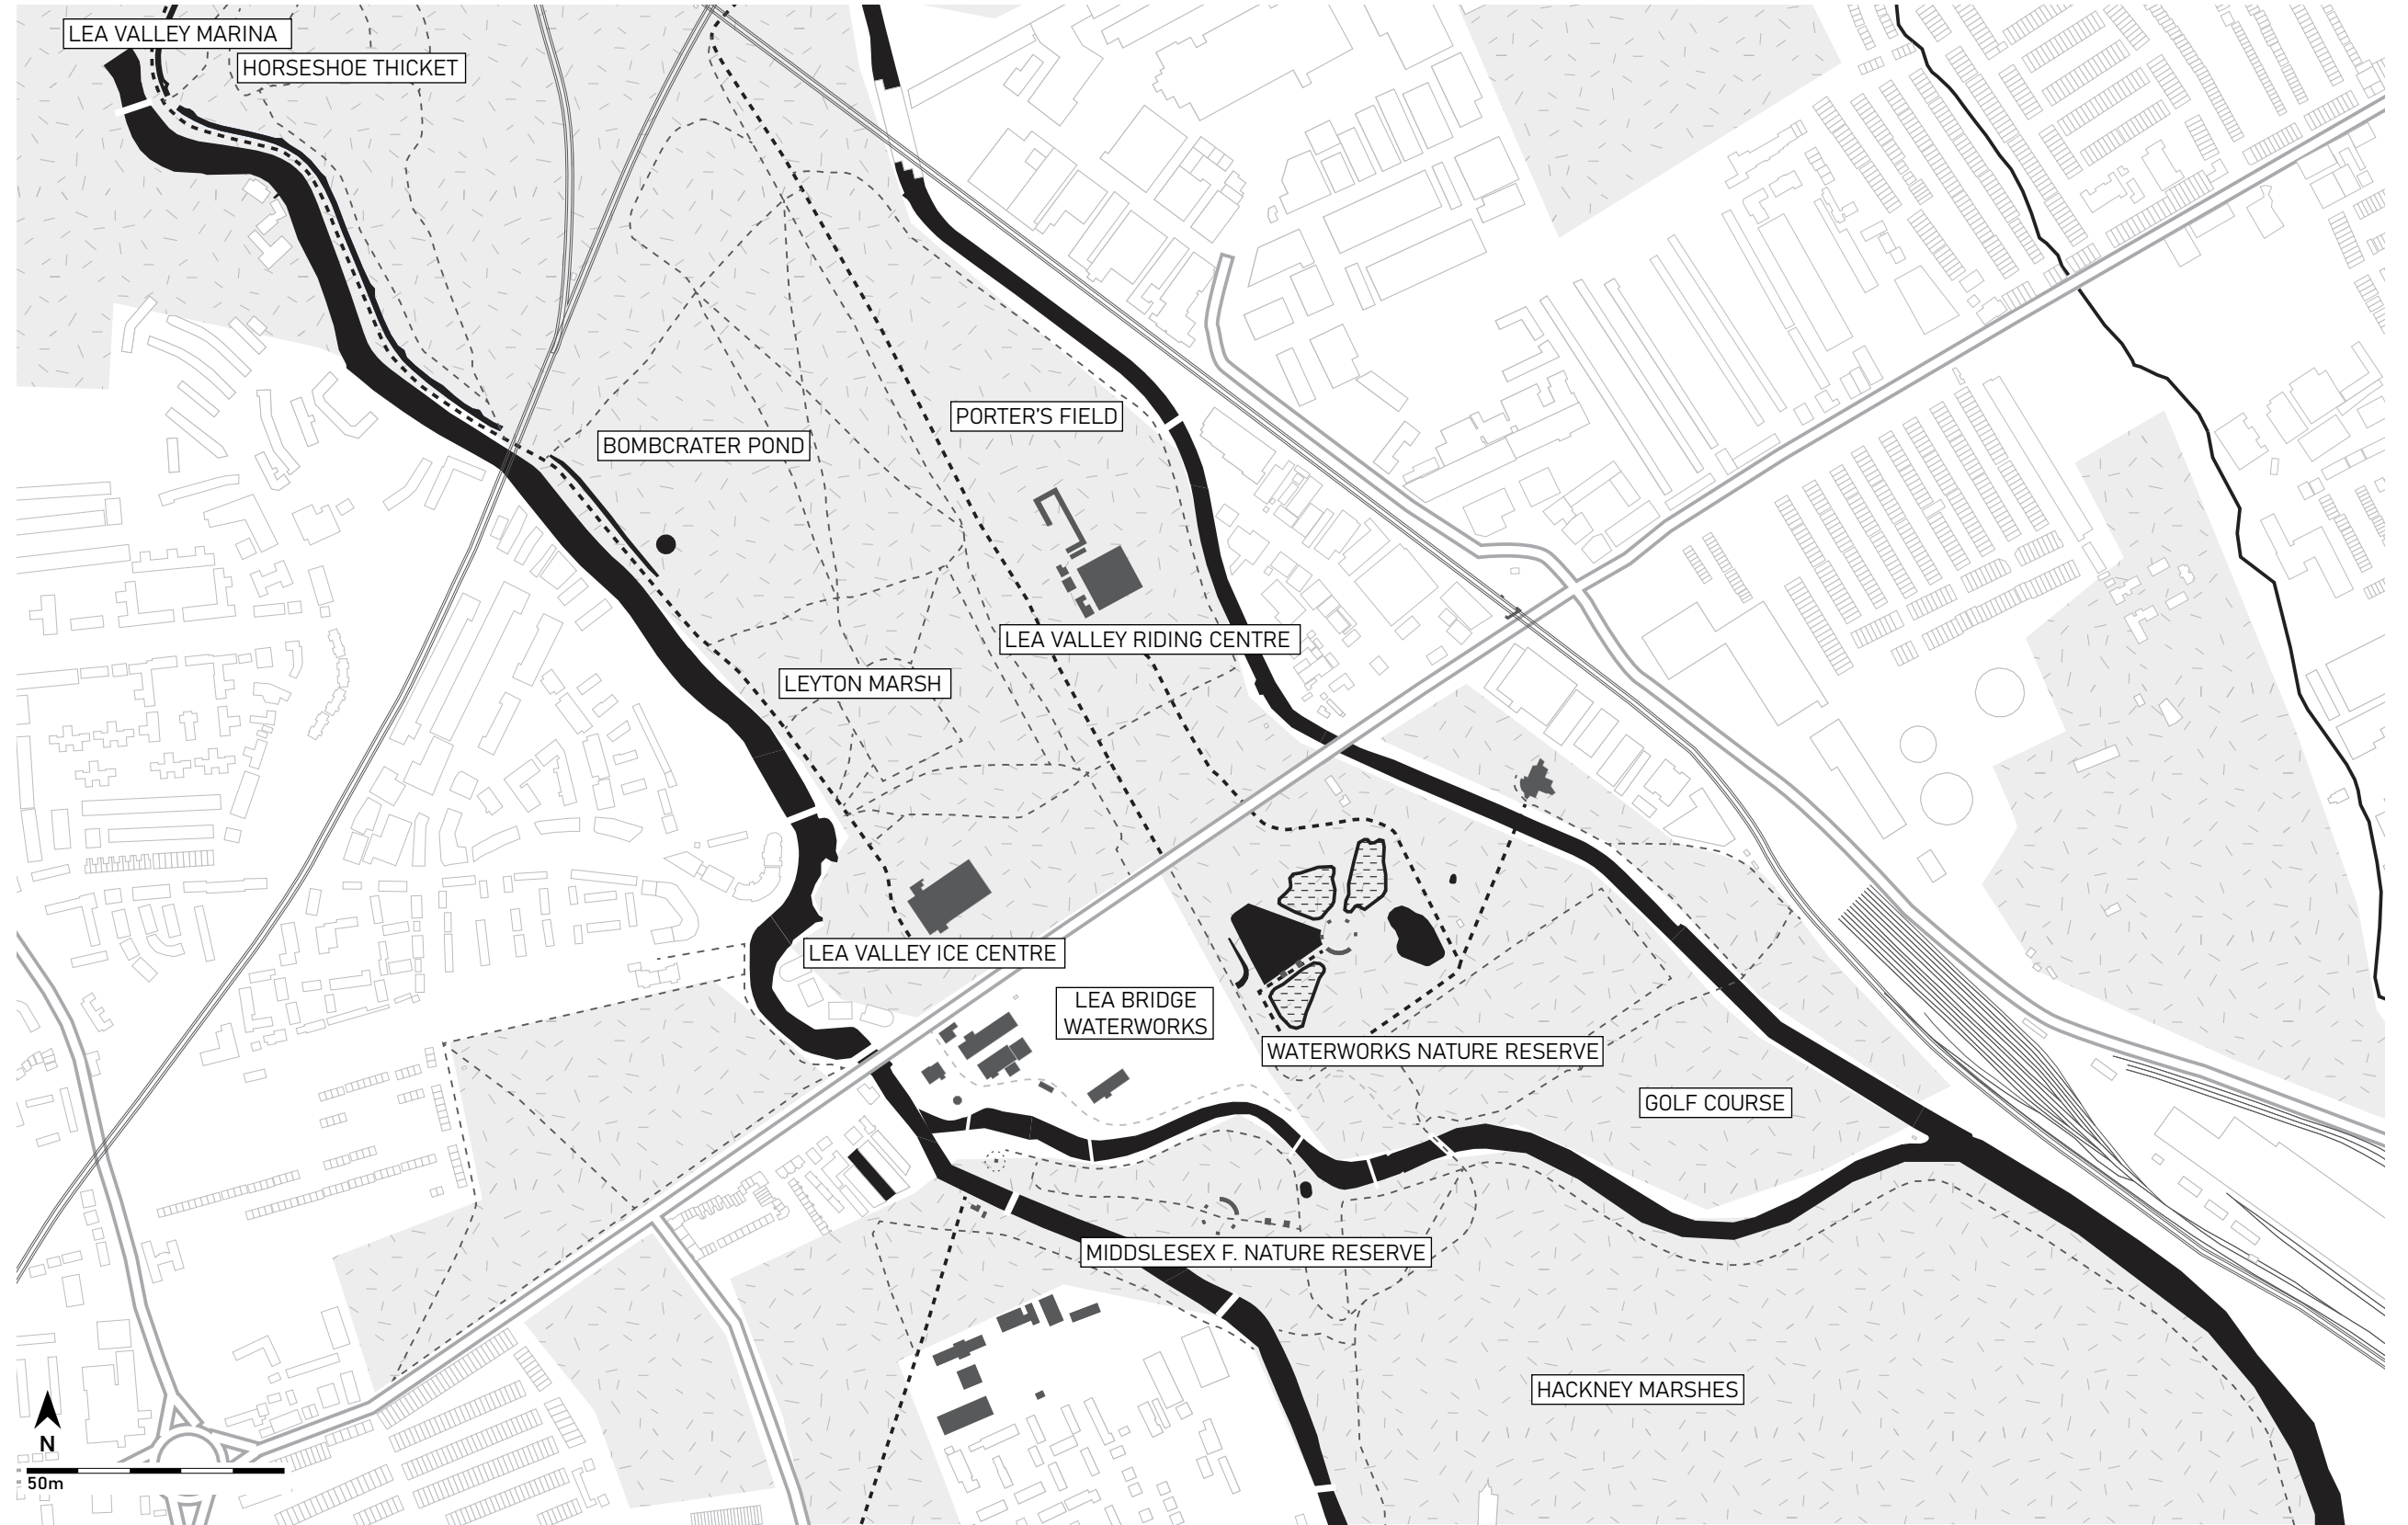 LEA VALLEY MARINA
HORSESHOE THICKET
PORTER'S FIELD
BOMBCRATER POND
LEA VALLEY RIDING CENTRE
LEYTON MARSH
LEA VALLEY ICE CENTRE
LEA BRIDGE
WATERWORKS
WATERWORKS NATURE RESERVE
GOLF COURSE
MIDDSLESEX F. NATURE RESERVE
HACKNEY MARSHES
N
50m